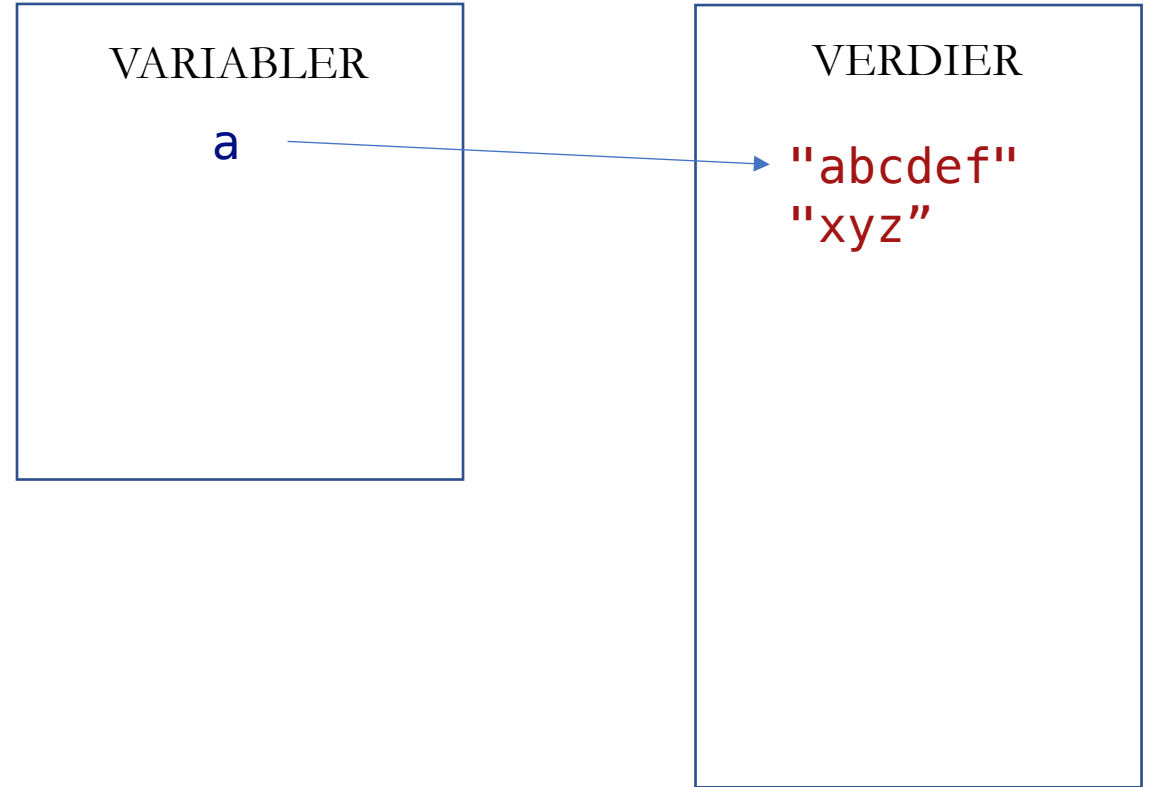 VARIABLER
a
VERDIER
"abcdef"
"xyz”